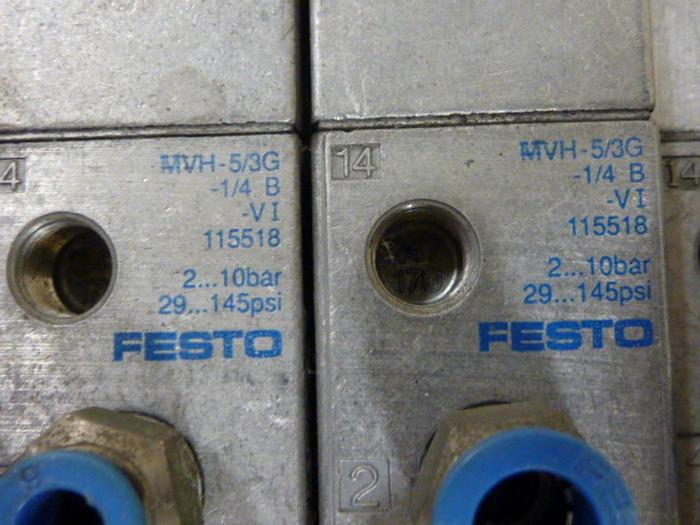 4
MVH-5/3G
-1/4 B
-VI
115518
2...10bar
29...145psi
FESTO
14
MVH-5/3G
-1/4 B
-VI
115518
170
2...10bar
29...145psi
FESTO
2
14